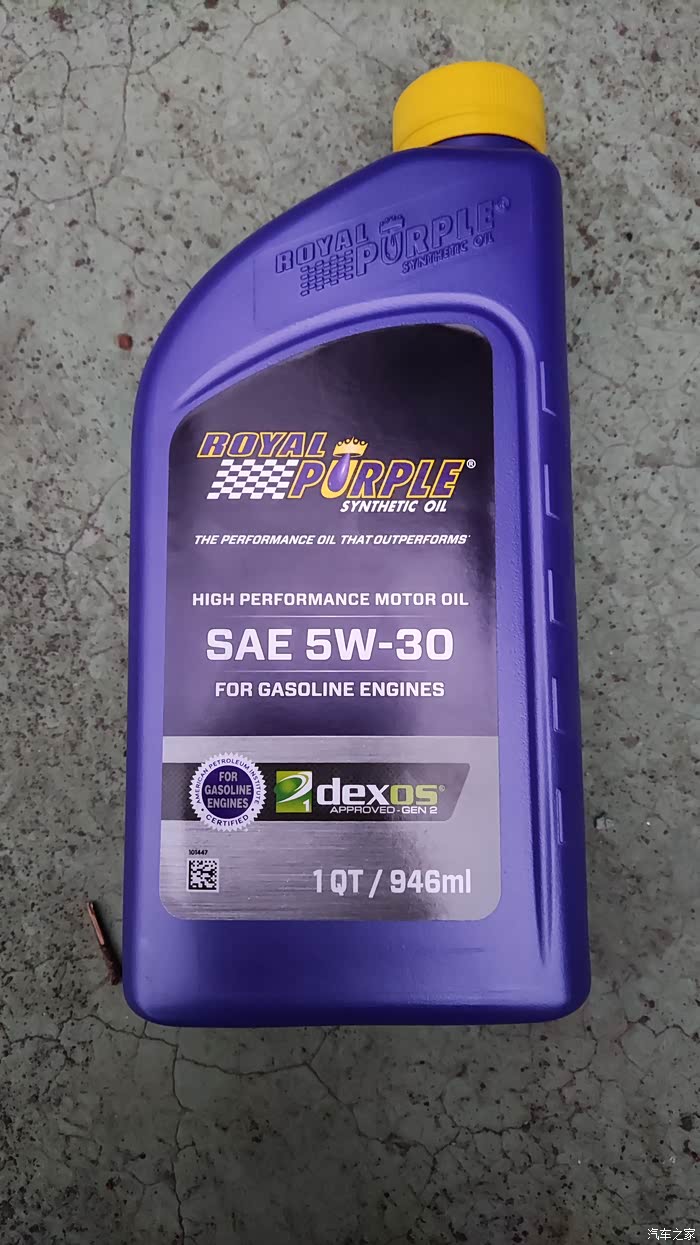 ROYAL
PURPLE®
SYNTHETIC OIL
ROYAL
PURPLE®
SYNTHETIC OIL
THE PERFORMANCE OIL THAT OUTPERFORMS
HIGH PERFORMANCE MOTOR OIL
SAE 5W-30
FOR GASOLINE ENGINES
AMERICAN PETROLEUM INSTITUTE
FOR
GASOLINE
ENGINES
CERTIFIED
1
dexos®
APPROVED-GEN 2
101447
1 QT / 946ml
汽车之家